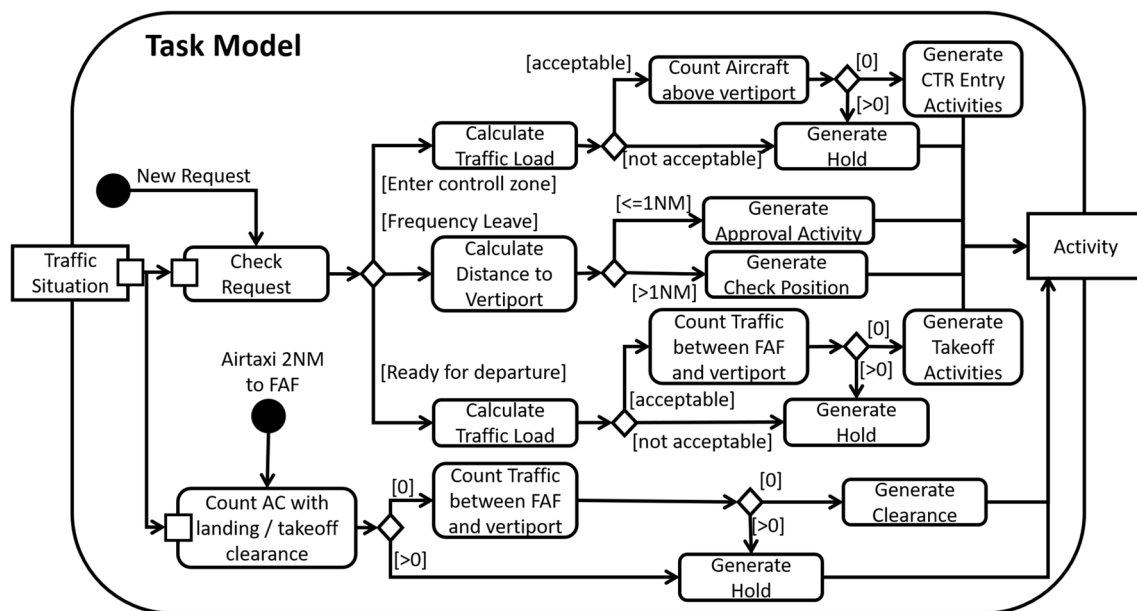 Task Model
[acceptable]
Count Aircraft
above vertiport
[0]
[>0]
Generate
CTR Entry
Activities
Calculate
Traffic Load
[not acceptable]
Generate
Hold
New Request
[Enter controll zone]
[Frequency Leave]
[<=1NM]
Generate
Approval Activity
Traffic
Situation
Check
Request
Calculate
Distance to
Vertiport
[>1NM]
Generate
Check Position
Activity
Airtaxi 2NM
to FAF
[Ready for departure]
Count Traffic
between FAF
and vertiport
[0]
[>0]
Generate
Takeoff
Activities
Calculate
Traffic Load
[acceptable]
[not acceptable]
Generate
Hold
Count AC with
landing / takeoff
clearance
[0]
[>0]
Count Traffic
between FAF
and vertiport
[0]
[>0]
Generate
Clearance
Generate
Hold